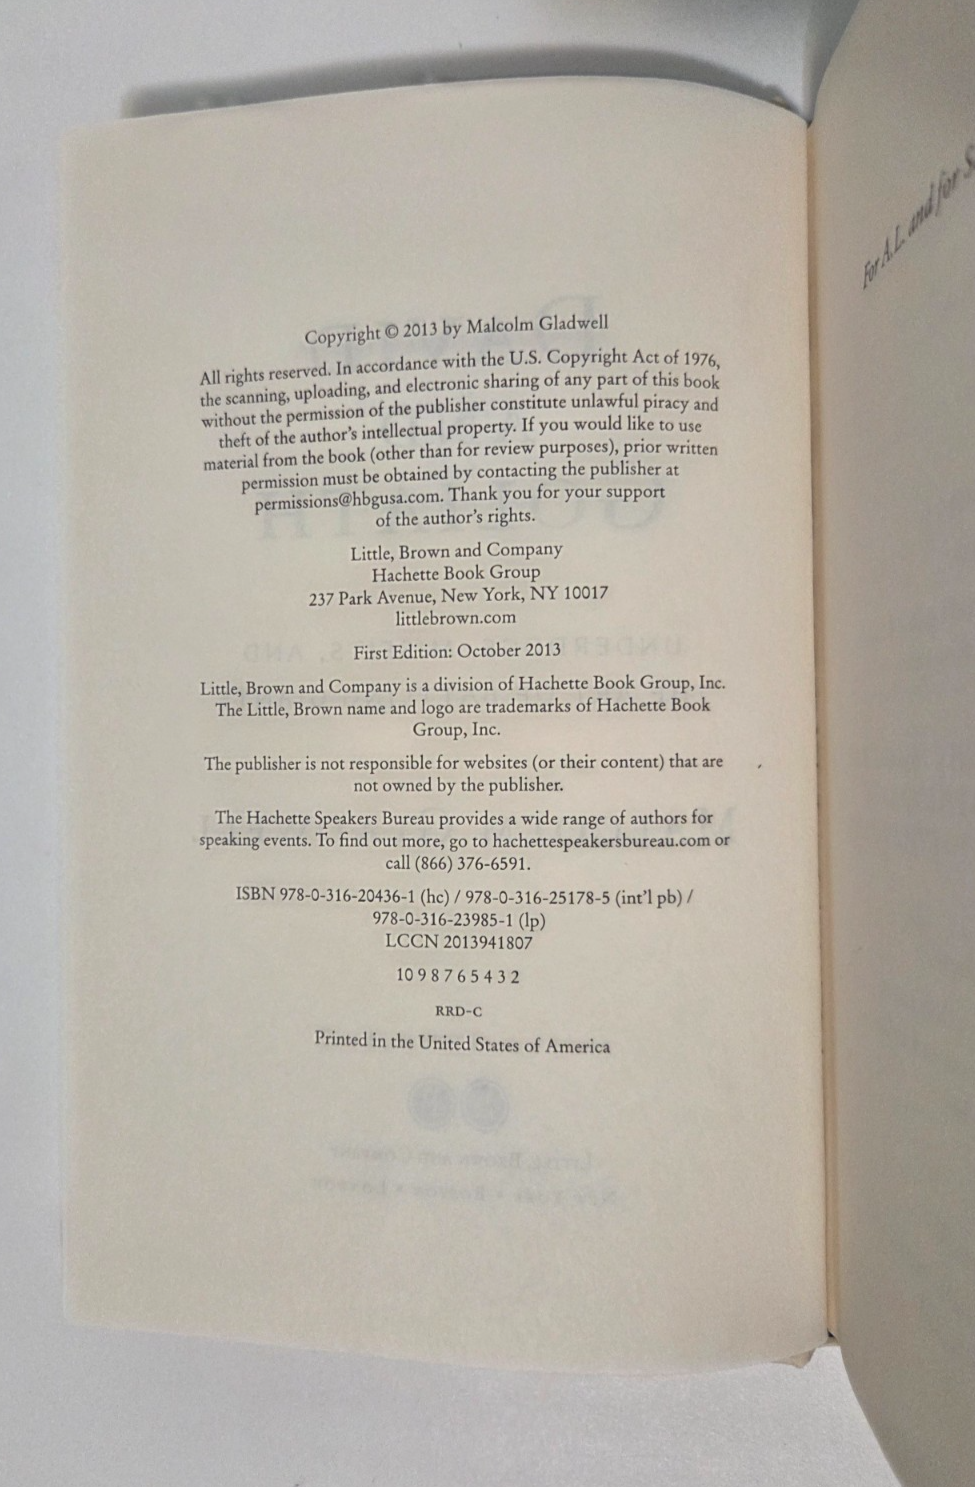 Copyright © 2013 by Malcolm Gladwell
All rights reserved. In accordance with the U.S. Copyright Act of 1976,
the scanning, uploading, and electronic sharing of any part of this book
without the permission of the publisher constitute unlawful piracy and
theft of the author's intellectual property. If you would like to use
material from the book (other than for review purposes), prior written
permission must be obtained by contacting the publisher at
permissions@hbgusa.com. Thank you for your support
of the author's rights.
Little, Brown and Company
Hachette Book Group
237 Park Avenue, New York, NY 10017
littlebrown.com
First Edition: October 2013
Little, Brown and Company is a division of Hachette Book Group, Inc.
The Little, Brown name and logo are trademarks of Hachette Book
Group, Inc.
The publisher is not responsible for websites (or their content) that are
not owned by the publisher.
The Hachette Speakers Bureau provides a wide range of authors for
speaking events. To find out more, go to hachettespeakersbureau.com or
call (866) 376-6591.
ISBN 978-0-316-20436-1 (hc) / 978-0-316-25178-5 (int'l pb) /
978-0-316-23985-1 (lp)
LCCN 2013941807
10 9 8 7 6 5 4 3 2
RRD-C
Printed in the United States of America
For A.L. and for